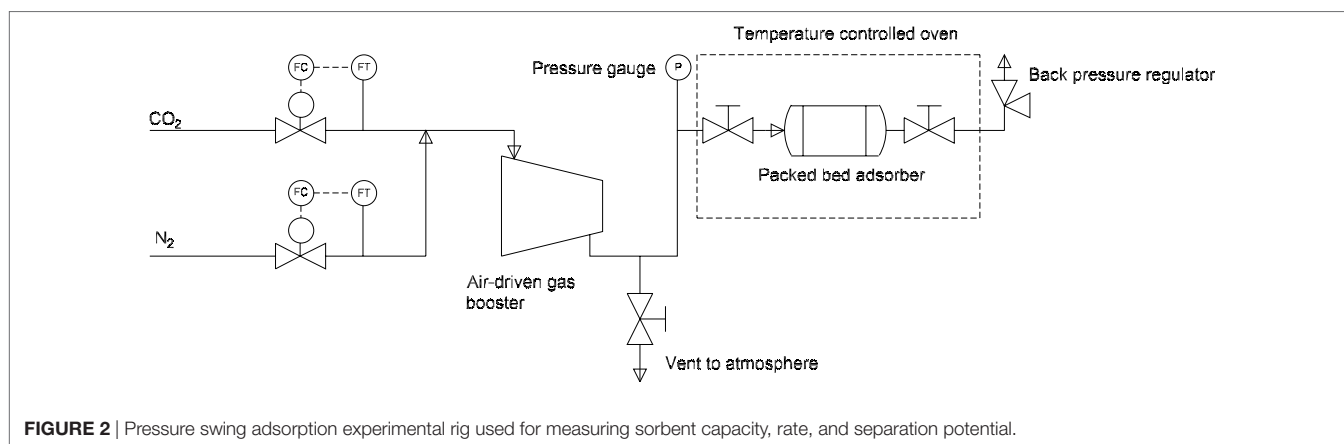 Temperature controlled oven
FC
FT
Pressure gauge
P
Back pressure regulator
CO₂
Packed bed adsorber
FC
FT
N₂
Air-driven gas
booster
Vent to atmosphere
FIGURE 2 | Pressure swing adsorption experimental rig used for measuring sorbent capacity, rate, and separation potential.